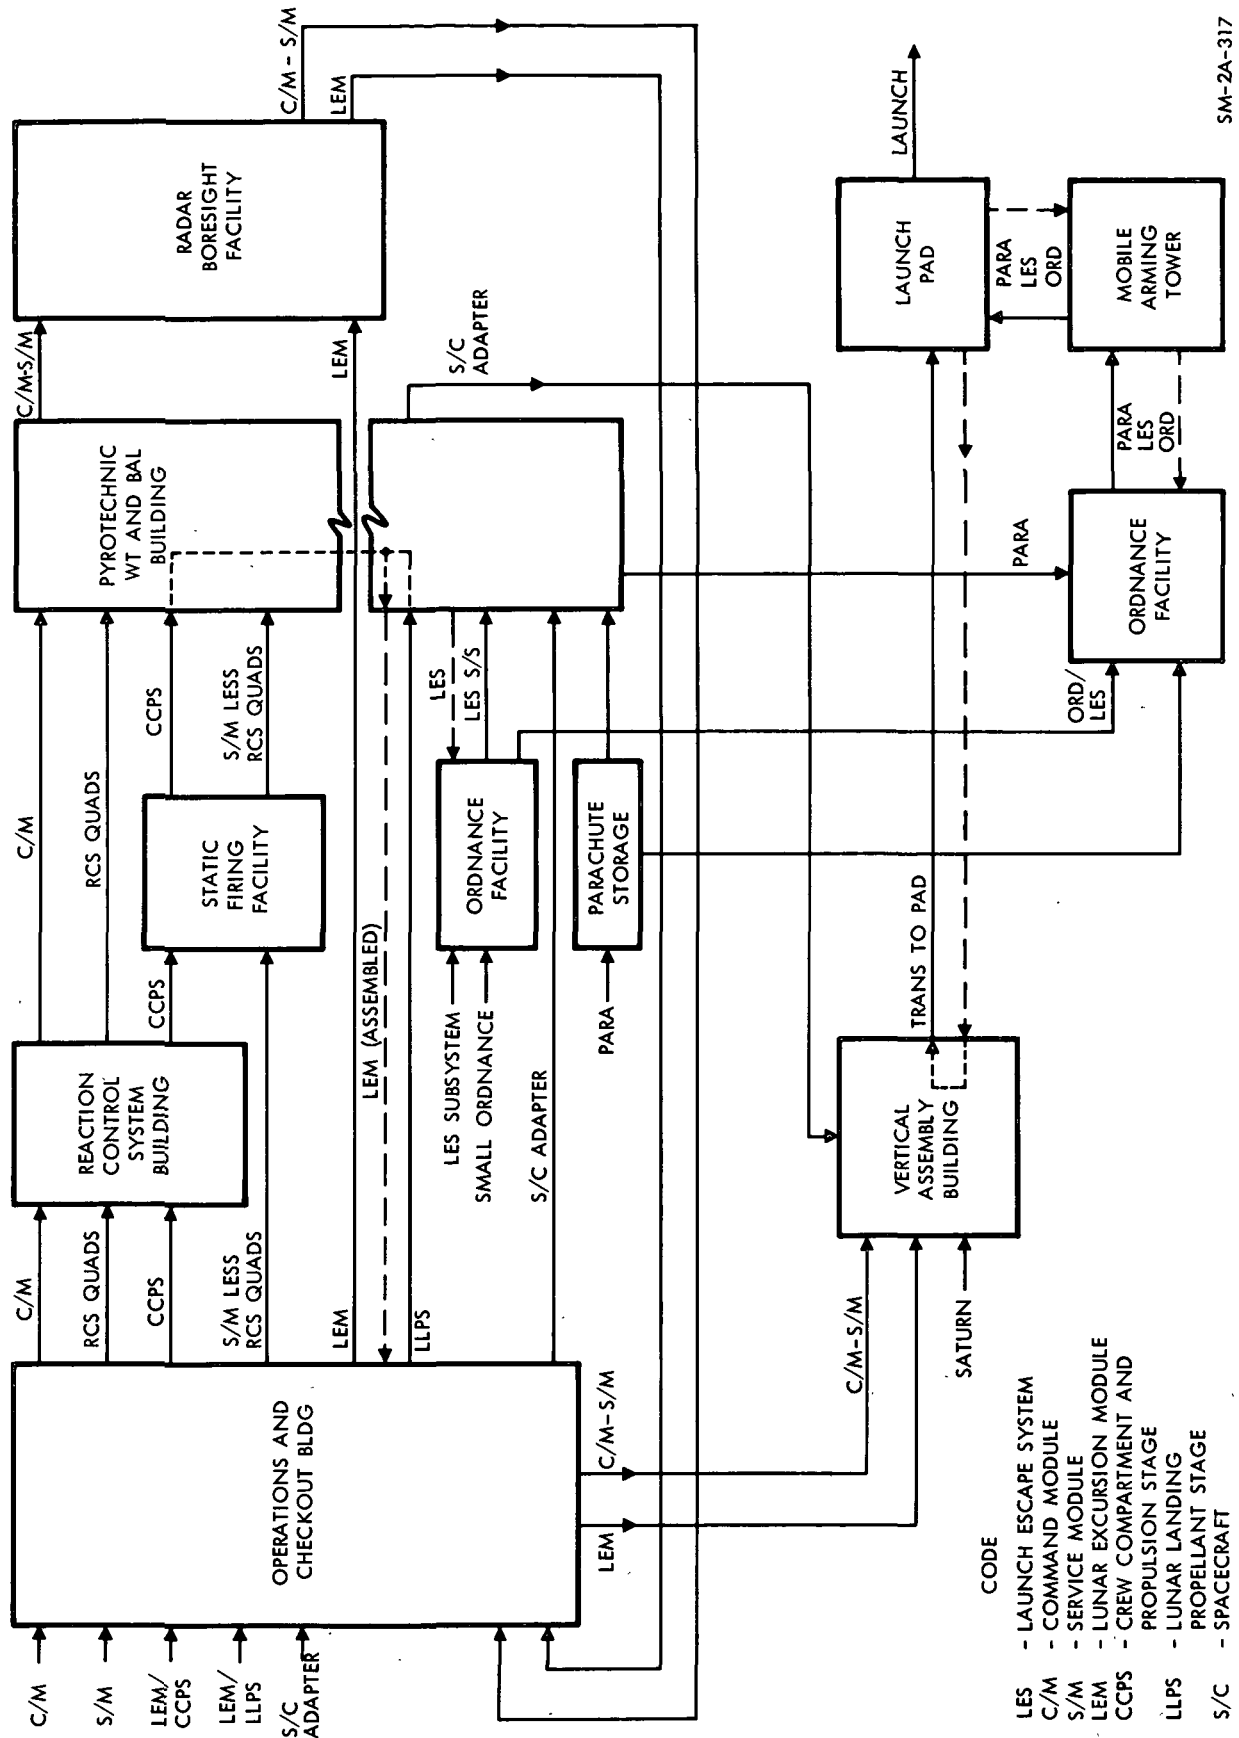 C/M
S/M
LEM/
CCPS
LEM/
LLPS
S/C
ADAPTER
OPERATIONS AND
CHECKOUT BLDG
C/M
RCS QUADS
CCPS
S/M LESS
RCS QUADS
LEM
LLPS
REACTION
CONTROL
SYSTEM
BUILDING
C/M
RCS QUADS
CCPS
STATIC
FIRING
FACILITY
CCPS
S/M LESS
RCS QUADS
LEM (ASSEMBLED)
PYROTECHNIC
WT AND BAL
BUILDING
C/M-S/M
LEM
RADAR
BORESIGHT
FACILITY
C/M - S/M
LEM
LES SUBSYSTEM
SMALL ORDNANCE
ORDNANCE
FACILITY
LES
LES S/S
PARA
PARACHUTE
STORAGE
S/C ADAPTER
S/C
ADAPTER
C/M-S/M
LEM
C/M-S/M
SATURN
VERTICAL
ASSEMBLY
BUILDING
TRANS TO PAD
ORD/
LES
PARA
ORDNANCE
FACILITY
PARA
LES
ORD
MOBILE
ARMING
TOWER
PARA
LES
ORD
LAUNCH
PAD
LAUNCH
CODE
LES - LAUNCH ESCAPE SYSTEM
C/M - COMMAND MODULE
S/M - SERVICE MODULE
LEM - LUNAR EXCURSION MODULE
CCPS - CREW COMPARTMENT AND
PROPULSION STAGE
LLPS - LUNAR LANDING
PROPELLANT STAGE
S/C - SPACECRAFT
SM-2A-317